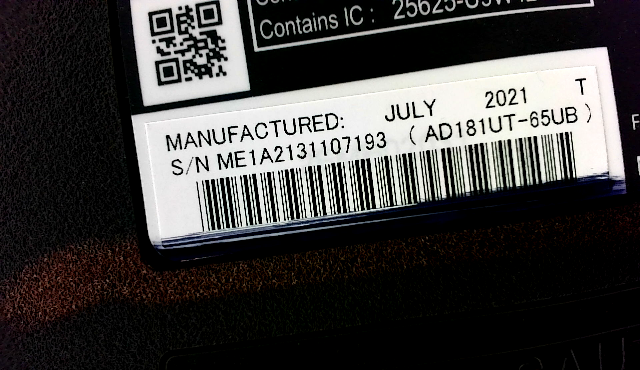 Contains IC :
MANUFACTURED: JULY 2021 T
S/N ME1A2131107193 ( AD181UT-65UB )